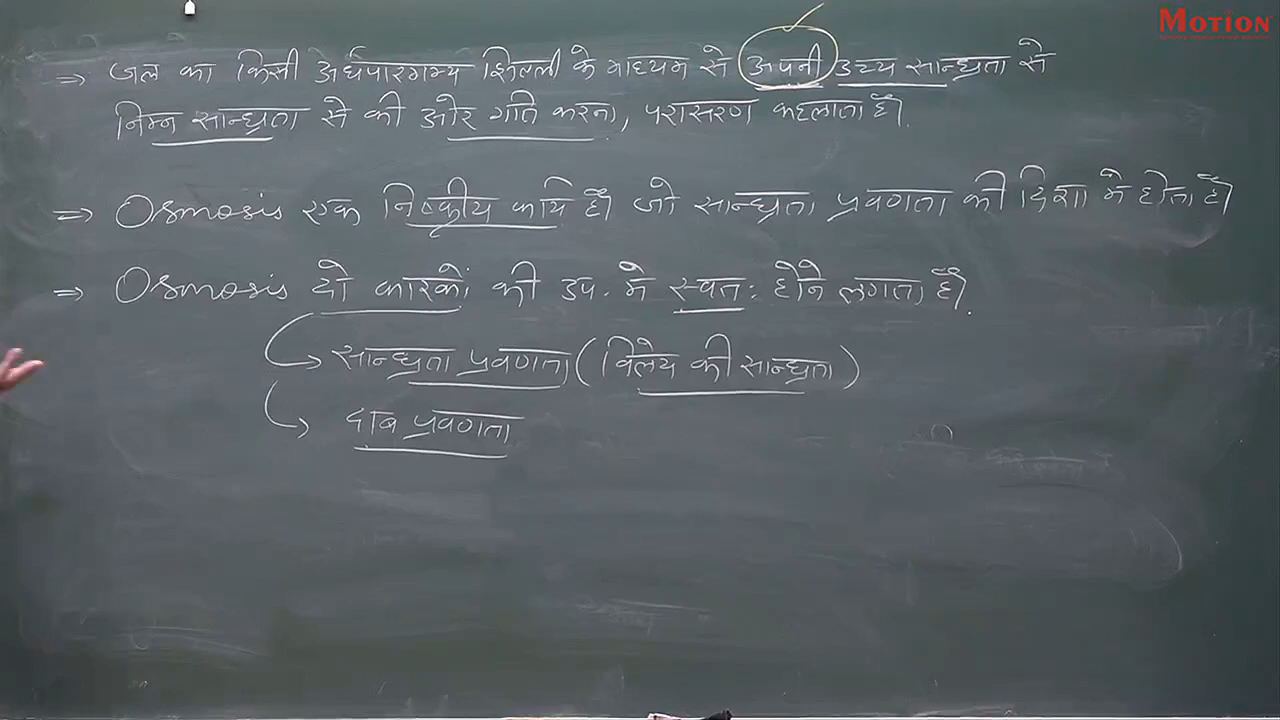 MOTION
⇒ जल का किसी अर्धपारगम्य झिल्ली के माध्यम से अपनी उच्च सान्द्रता से
निम्न सान्द्रता से की ओर गति करना, परासरण कहलाता है।
⇒ Osmosis एक निष्क्रीय कार्य है। जो सान्द्रता प्रवणता की दिशा मे होता है।
⇒ Osmosis दो कारकों की उप. मे स्वतः होने लगता है।
सान्द्रता प्रवणता (विलेय की सान्द्रता)
दाब प्रवणता